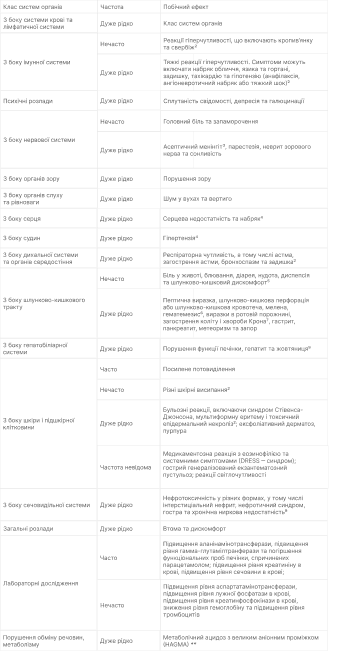 Клас систем органів Частота Побічний ефект
З боку системи крові та
лімфатичної системи Дуже рідко Клас систем органів
З боку імунної системи
Нечасто Реакції гіперчутливості, що включають кропив'янку
та свербіж²
Дуже рідко Тяжкі реакції гіперчутливості. Симптоми можуть
включати набряк обличчя, язика та гортані,
задишку, тахікардію та гіпотензію (анафілаксія,
ангіоневротичний набряк або тяжкий шок)²
Психічні розлади Дуже рідко Сплутаність свідомості, депресія та галюцинації
З боку нервової системи
Нечасто Головний біль та запаморочення
Дуже рідко Асептичний менінгіт³, парестезія, неврит зорового
нерва та сонливість
З боку органів зору Дуже рідко Порушення зору
З боку органів слуху
та рівноваги Дуже рідко Шум у вухах та вертиго
З боку серця Дуже рідко Серцева недостатність та набряк⁴
З боку судин Дуже рідко Гіпертензія⁴
З боку дихальної системи
та органів середостіння Дуже рідко Респіраторна чутливість, в тому числі астма,
загострення астми, бронхоспазм та задишка²
З боку шлунково-кишкового
тракту
Нечасто Біль у животі, блювання, діарея, нудота, диспепсія
та шлунково-кишковий дискомфорт⁵
Дуже рідко Пептична виразка, шлунково-кишкова перфорація
або шлунково-кишкова кровотеча, мелена,
гематемезис⁶, виразки в ротовій порожнині,
загострення коліту і хвороби Крона⁷, гастрит,
панкреатит, метеоризм та запор
З боку гепатобіліарної
системи Дуже рідко Порушення функції печінки, гепатит та жовтяниця⁹
З боку шкіри і підшкірної
клітковини
Часто Посилене потовиділення
Нечасто Різні шкірні висипання²
Дуже рідко Бульозні реакції, включаючи синдром Стівенса-
Джонсона, мультиформну еритему і токсичний
епідермальний некроліз²; ексфоліативний дерматоз,
пурпура
Частота невідома Медикаментозна реакція з еозинофілією та
системними симптомами (DRESS – синдром);
гострий генералізований екзантематозний
пустульоз; реакції світлочутливості
З боку сечовидільної системи Дуже рідко Нефротоксичність у різних формах, у тому числі
інтерстиціальний нефрит, нефротичний синдром,
гостра та хронічна ниркова недостатність⁸
Загальні розлади Дуже рідко Втома та дискомфорт
Лабораторні дослідження
Часто Підвищення аланінамінотрансферази, підвищення
рівня гамма-глутамілтрансферази та погіршення
функціональних проб печінки, спричинених
парацетамолом; підвищення рівня креатиніну в
крові, підвищення рівня сечовини в крові;
Нечасто Підвищення рівня аспартатамінотрансферази,
підвищення рівня лужної фосфатази в крові,
підвищення рівня креатинфосфокінази в крові,
зниження рівня гемоглобіну та підвищення рівня
тромбоцитів
Порушення обміну речовин,
метаболізму Дуже рідко Метаболічний ацидоз з великим аніонним проміжком
(HAGMA) **